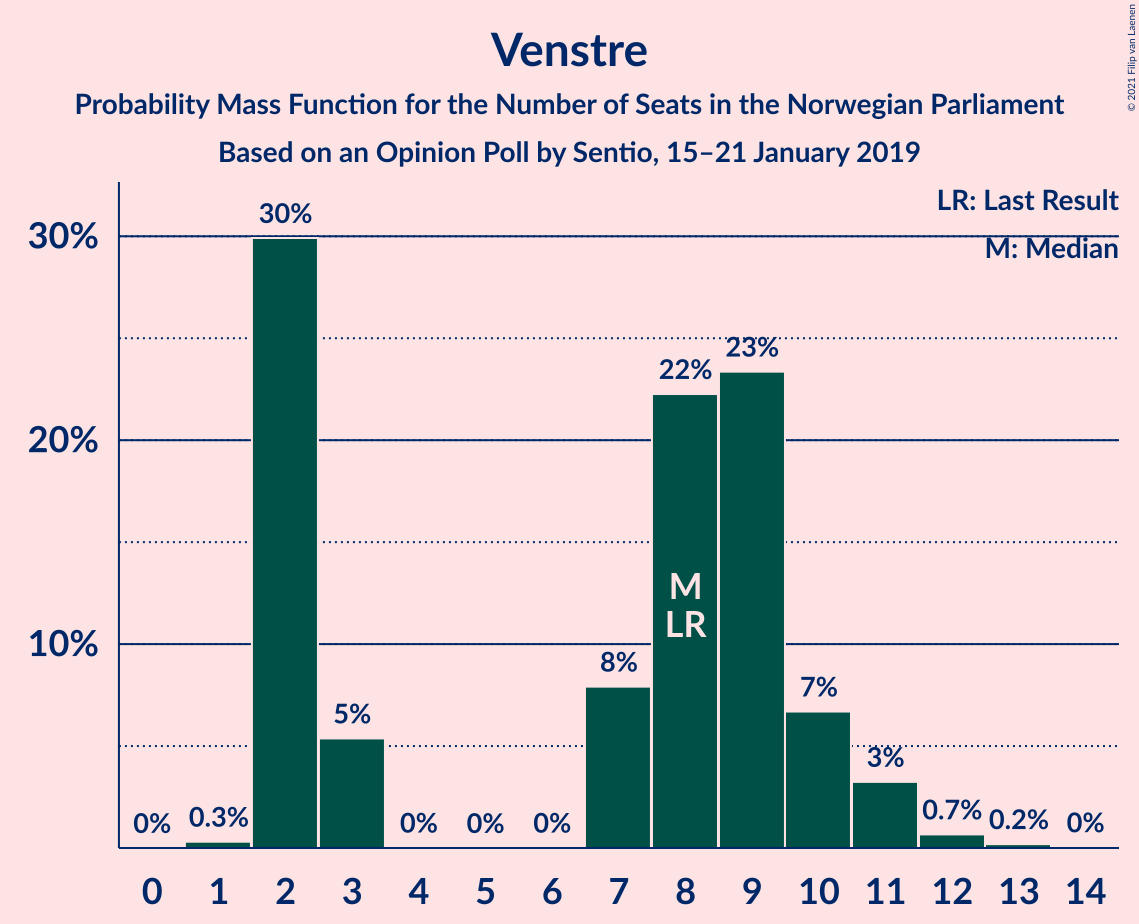 Venstre
Probability Mass Function for the Number of Seats in the Norwegian Parliament
Based on an Opinion Poll by Sentio, 15–21 January 2019
© 2021 Filip van Laenen
LR: Last Result
M: Median
30%
20%
10%
0%
0.3%
30%
5%
0%
0%
0%
8%
22%
23%
7%
3%
0.7%
0.2%
0%
M
LR
0 1 2 3 4 5 6 7 8 9 10 11 12 13 14